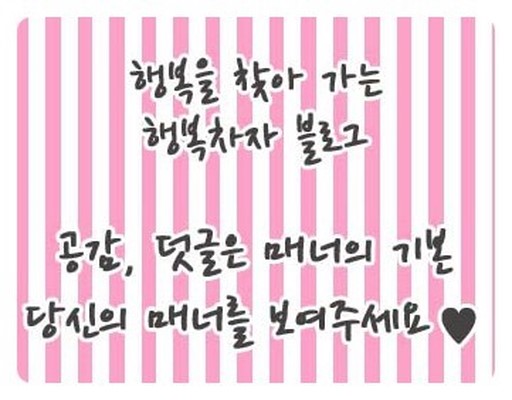 행복을 찾아 가는
행복차자 블로그
공감, 덧글은 매너의 기본
당신의 매너를 보여주세요♥